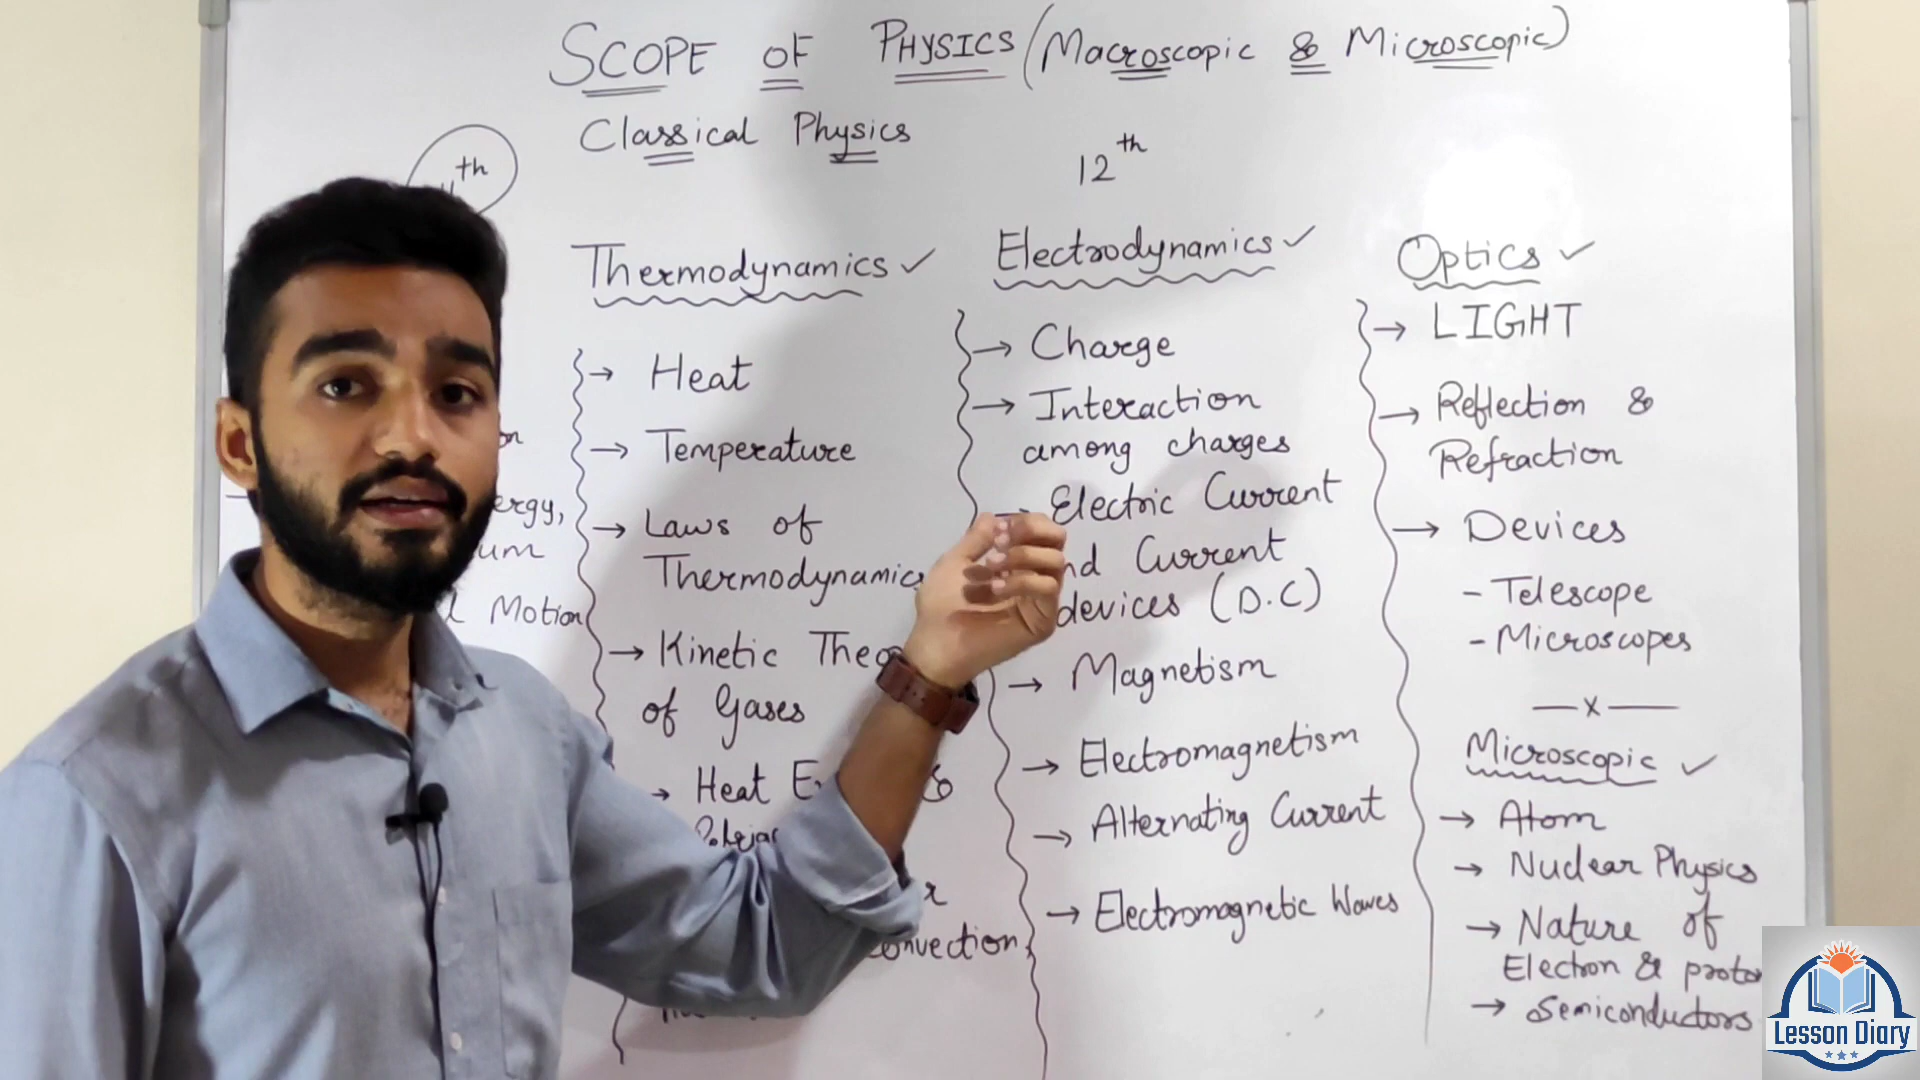 SCOPE OF PHYSICS (Macroscopic & Microscopic)
Classical Physics
th
12th
Thermodynamics ✓
→ Heat
→ Temperature
→ Laws of
Thermodynamics
→ Kinetic
of Gases
→ Heat
&
convection,
ergy,
um
Motion
Electrodynamics ✓
→ Charge
→ Interaction
among charges
→ Electric Current
nd Current
devices (D.C)
→ Magnetism
→ Electromagnetism
→ Alternating Current
→ Electromagnetic Waves
Optics ✓
→ LIGHT
→ Reflection &
Refraction
→ Devices
- Telescope
- Microscopes
—x—
Microscopic ✓
→ Atom
→ Nuclear Physics
→ Nature of
Electron & proto
→ Semiconductors
Lesson Diary